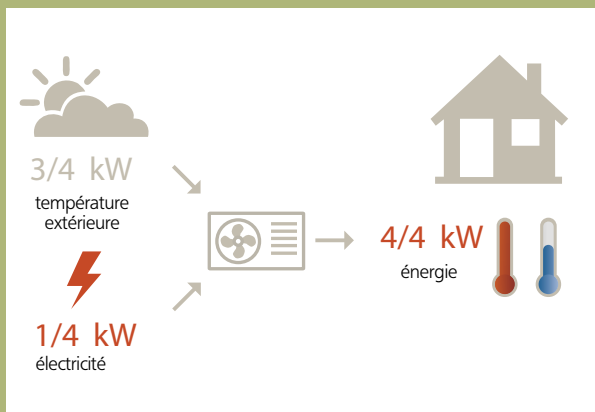 3/4 kW
température
extérieure
1/4 kW
électricité
4/4 kW
énergie